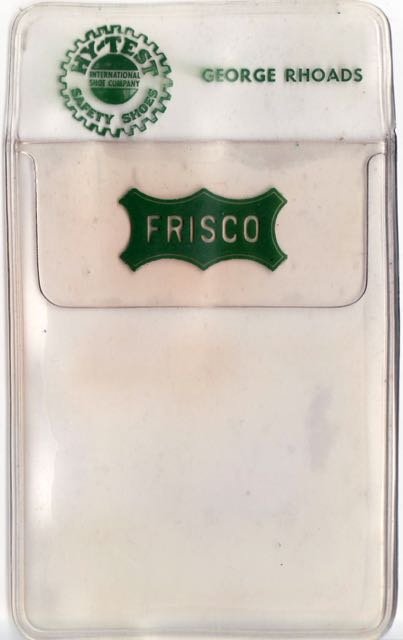 HY-TEST
INTERNATIONAL
SHOE COMPANY
SAFETY SHOES
GEORGE RHOADS
FRISCO